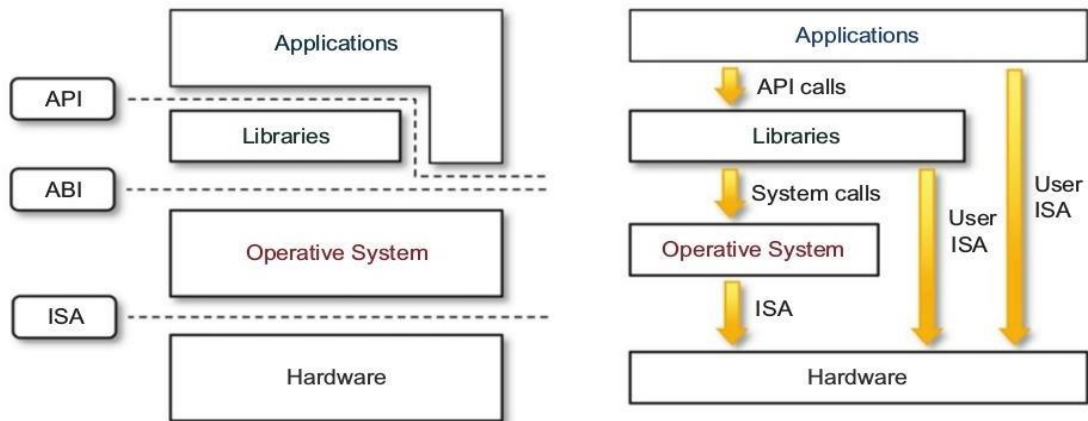 Applications
API
Libraries
ABI
Operative System
ISA
Hardware
Applications
API calls
Libraries
System calls
User
ISA
User
ISA
Operative System
ISA
Hardware